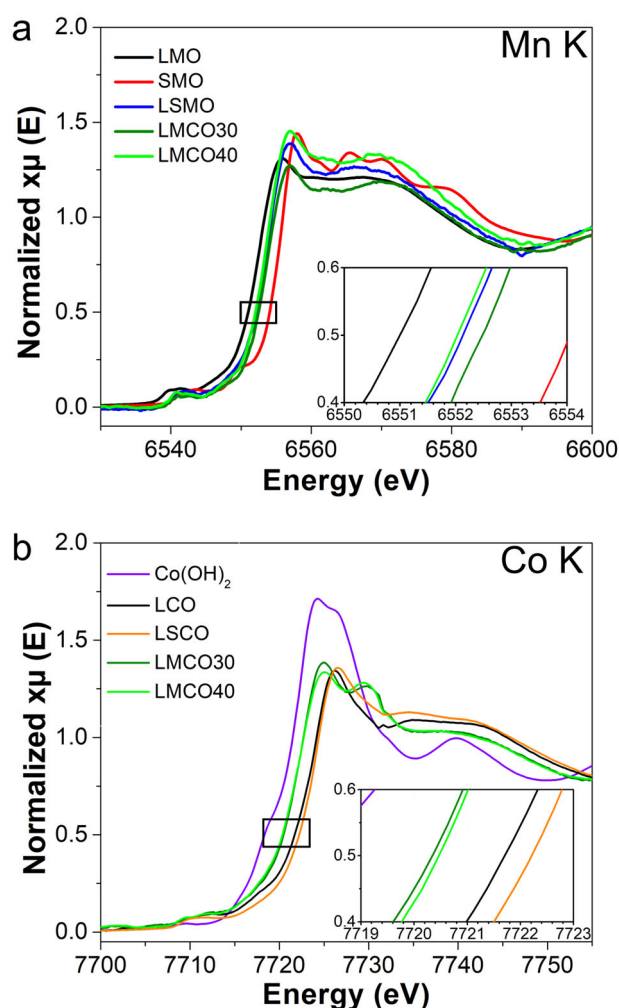 a
Mn K
LMO
SMO
LSMO
LMCO30
LMCO40
Normalized xμ (E)
2.0
1.5
1.0
0.5
0.0
0.6
0.5
0.4
6550 6551 6552 6553 6554
6540 6560 6580 6600
Energy (eV)
b
Co K
Co(OH)₂
LCO
LSCO
LMCO30
LMCO40
Normalized xμ (E)
2.0
1.5
1.0
0.5
0.0
0.6
0.5
0.4
7719 7720 7721 7722 7723
7700 7710 7720 7730 7740 7750
Energy (eV)